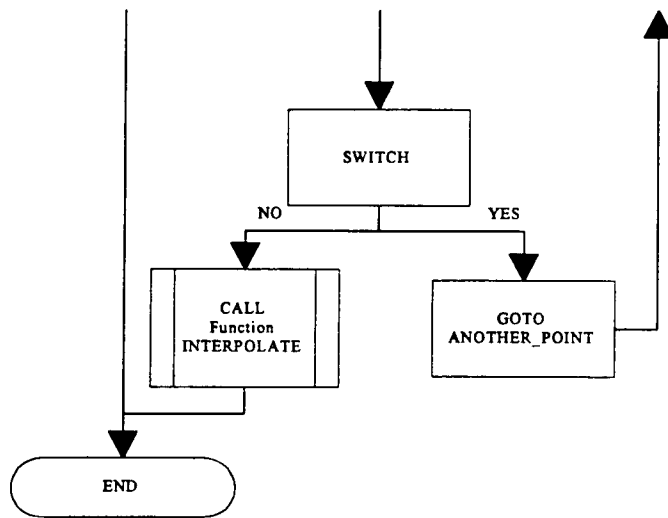 SWITCH
NO
YES
CALL
Function
INTERPOLATE
GOTO
ANOTHER_POINT
END